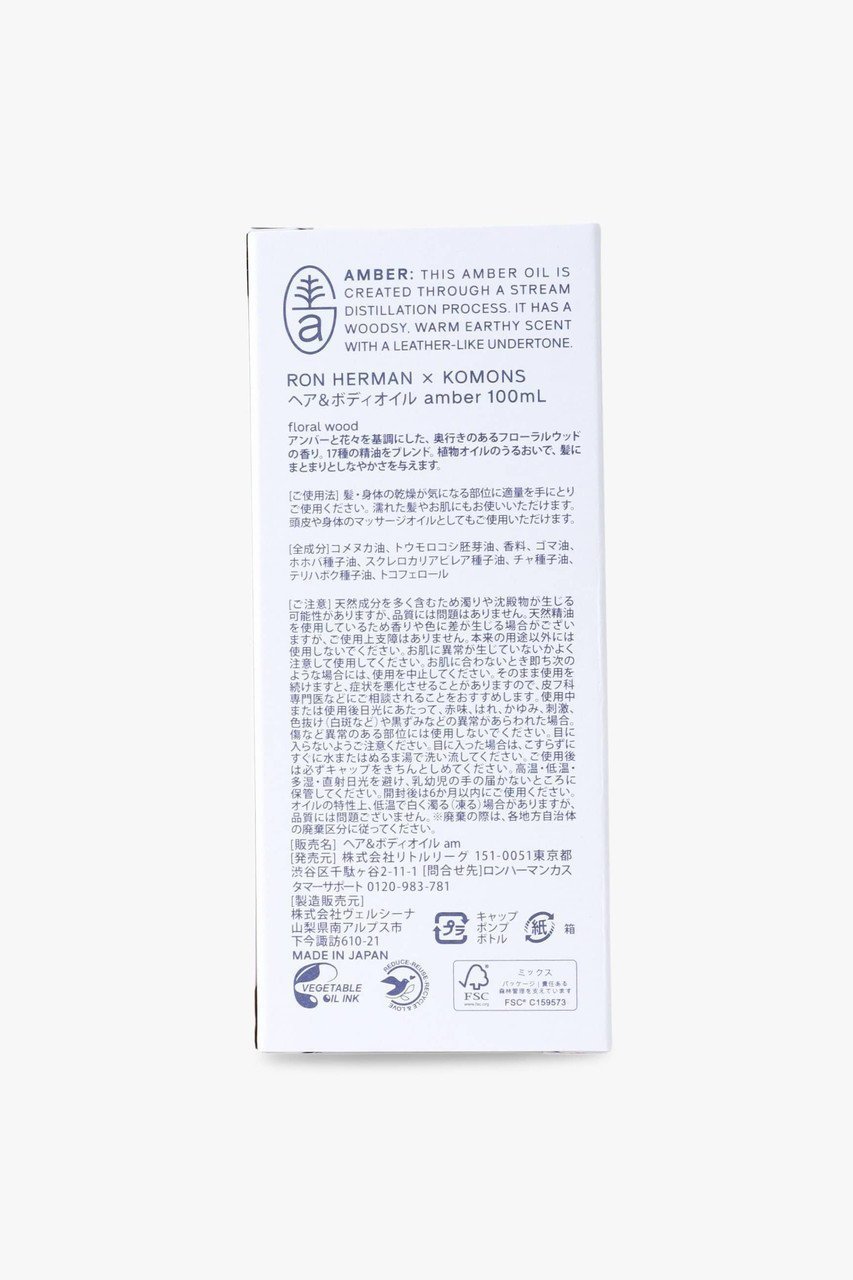 AMBER: THIS AMBER OIL IS
CREATED THROUGH A STREAM
DISTILLATION PROCESS. IT HAS A
WOODSY, WARM EARTHY SCENT
WITH A LEATHER-LIKE UNDERTONE.
a
RON HERMAN × KOMONS
ヘア&ボディオイル amber 100mL
floral wood
アンバーと花々を基調にした、奥行きのあるフローラルウッド
の香り。17種の精油をブレンド。植物オイルのうるおいで、髪に
まとまりとしなやかさを与えます。
[ご使用法] 髪・身体の乾燥が気になる部位に適量を手にとり
ご使用ください。濡れた髪やお肌にもお使いいただけます。
頭皮や身体のマッサージオイルとしてもご使用いただけます。
[全成分]コメヌカ油、トウモロコシ胚芽油、香料、ゴマ油、
ホホバ種子油、スクレロカリアビレア種子油、チャ種子油、
テリハボク種子油、トコフェロール
[ご注意] 天然成分を多く含むため濁りや沈殿物が生じる
可能性がありますが、品質には問題はありません。天然精油
を使用しているため香りや色に差が生じる場合がござい
ますが、ご使用上支障はありません。本来の用途以外には
使用しないでください。お肌に異常が生じていないかよく
注意して使用してください。お肌に合わないとき即ち次の
ような場合には、使用を中止してください。そのまま使用を
続けますと、症状を悪化させることがありますので、皮フ科
専門医などにご相談されることをおすすめします。使用中
または使用後日光にあたって、赤味、はれ、かゆみ、刺激、
色抜け(白斑など)や黒ずみなどの異常があらわれた場合。
傷など異常のある部位には使用しないでください。目に
入らないようご注意ください。目に入った場合は、こすらずに
すぐに水またはぬるま湯で洗い流してください。ご使用後
は必ずキャップをきちんとしめてください。高温・低温・
多湿・直射日光を避け、乳幼児の手の届かないところに
保管してください。開封後は6か月以内にご使用ください。
オイルの特性上、低温で白く濁る(凍る)場合がありますが、
品質には問題ございません。※廃棄の際は、各地方自治体
の廃棄区分に従ってください。
[販売名] ヘア&ボディオイル am
[発売元] 株式会社リトルリーグ 151-0051東京都
渋谷区千駄ヶ谷2-11-1 [問合せ先]ロンハーマンカス
タマーサポート 0120-983-781
[製造販売元]
株式会社ヴェルシーナ
山梨県南アルプス市
下今諏訪610-21
MADE IN JAPAN
プラ
キャップ
ポンプ
ボトル
紙
箱
VEGETABLE
OIL INK
REDUCE・REUSE・RECYCLE & LOVE
FSC
www.fsc.org
ミックス
パッケージ|責任ある
森林管理を支えています
FSC® C159573